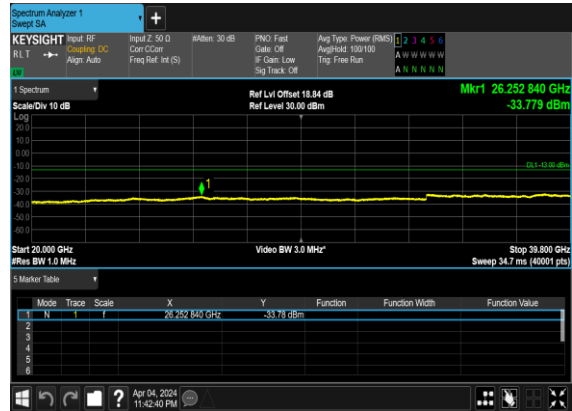 Spectrum Analyzer 1
Swept SA
+
KEYSIGHT Input: RF Input Z: 50 Ω #Atten: 30 dB PNO: Fast Avg Type: Power (RMS) 1 2 3 4 5 6
RLT Coupling: DC Corr CCorr Gate: Off Avg|Hold: 100/100 A W W W W W
Align: Auto Freq Ref: Int (S) IF Gain: Low Trig: Free Run
Sig Track: Off A N N N N N
1 Spectrum Ref Lvl Offset 18.84 dB Mkr1 26.252 840 GHz
Scale/Div 10 dB Ref Level 30.00 dBm -33.779 dBm
Log
20.0
10.0
0.00
-10.0 DL1 -13.00 dBm
-20.0
-30.0 1
-40.0
-50.0
-60.0
Start 20.000 GHz Video BW 3.0 MHz* Stop 39.800 GHz
#Res BW 1.0 MHz Sweep 34.7 ms (40001 pts)
5 Marker Table
Mode Trace Scale X Y Function Function Width Function Value
1 N 1 f 26.252 840 GHz -33.78 dBm
2
3
4
5
6
? Apr 04, 2024
11:42:40 PM